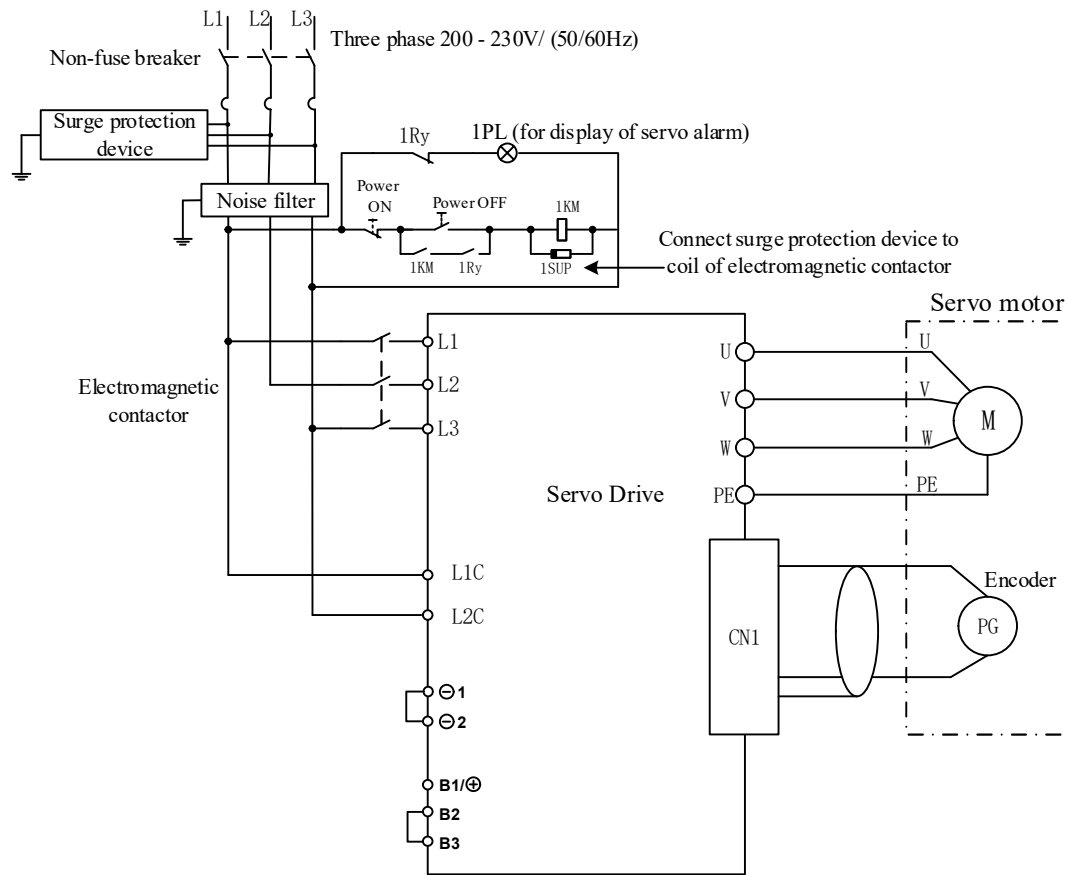 L1 L2 L3
Three phase 200 - 230V/ (50/60Hz)
Non-fuse breaker
Surge protection
device
1Ry
1PL (for display of servo alarm)
Noise filter
Power
ON
Power OFF
1KM
1KM
1Ry
1SUP
Connect surge protection device to
coil of electromagnetic contactor
Servo motor
L1
L2
L3
Electromagnetic
contactor
U
V
W
PE
U
V
W
PE
M
Servo Drive
L1C
L2C
CN1
Encoder
PG
⊖1
⊖2
B1/⊕
B2
B3